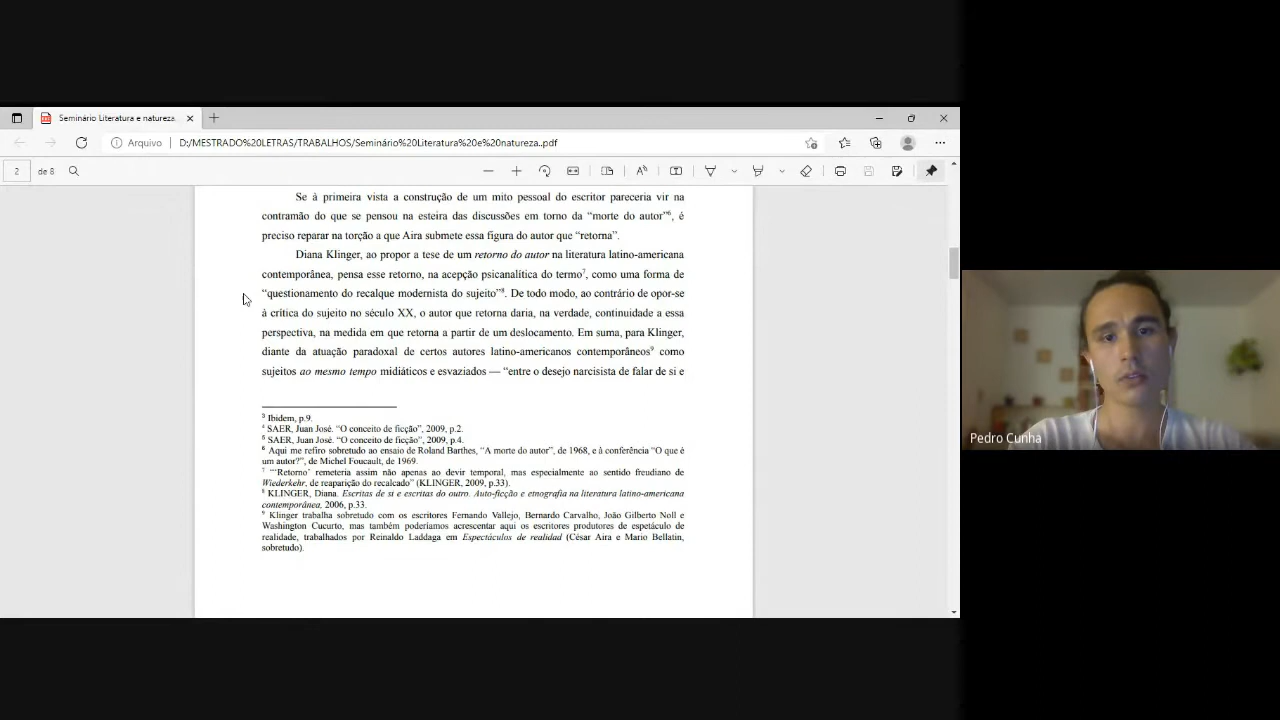 Seminário Literatura e natureza.
Arquivo
D:/MESTRADO%20LETRAS/TRABALHOS/Seminário%20Literatura%20e%20natureza..pdf
2 de 8
Se à primeira vista a construção de um mito pessoal do escritor pareceria vir na
contramão do que se pensou na esteira das discussões em torno da “morte do autor”⁶, é
preciso reparar na torção a que Aira submete essa figura do autor que “retorna”.
Diana Klinger, ao propor a tese de um retorno do autor na literatura latino-americana
contemporânea, pensa esse retorno, na acepção psicanalítica do termo⁷, como uma forma de
“questionamento do recalque modernista do sujeito”⁸. De todo modo, ao contrário de opor-se
à crítica do sujeito no século XX, o autor que retorna daria, na verdade, continuidade a essa
perspectiva, na medida em que retorna a partir de um deslocamento. Em suma, para Klinger,
diante da atuação paradoxal de certos autores latino-americanos contemporâneos⁹ como
sujeitos ao mesmo tempo midiáticos e esvaziados — “entre o desejo narcisista de falar de si e
³ Ibidem, p.9.
⁴ SAER, Juan José. “O conceito de ficção”, 2009, p.2.
⁵ SAER, Juan José. “O conceito de ficção”, 2009, p.4.
⁶ Aqui me refiro sobretudo ao ensaio de Roland Barthes, “A morte do autor”, de 1968, e à conferência “O que é
um autor?”, de Michel Foucault, de 1969.
⁷ “‘Retorno’ remeteria assim não apenas ao devir temporal, mas especialmente ao sentido freudiano de
Wiederkehr, de reaparição do recalcado” (KLINGER, 2009, p.33).
⁸ KLINGER, Diana. Escritas de si e escritas do outro. Auto-ficção e etnografia na literatura latino-americana
contemporânea, 2006, p.33.
⁹ Klinger trabalha sobretudo com os escritores Fernando Vallejo, Bernardo Carvalho, João Gilberto Noll e
Washington Cucurto, mas também poderíamos acrescentar aqui os escritores produtores de espetáculo de
realidade, trabalhados por Reinaldo Laddaga em Espectáculos de realidad (César Aira e Mario Bellatin,
sobretudo).
Pedro Cunha